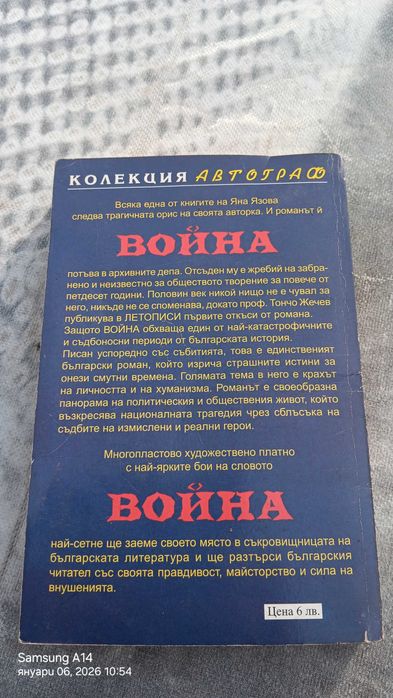 КОЛЕКЦИЯ АВТОГРАФ
Всяка една от книгите на Яна Язова
следва трагичната орис на своята авторка. И романът ѝ
ВОЙНА
потъва в архивните дела. Отсъден му е жребий на забра-
нено и неизвестно за обществото творение за повече от
петдесет години. Половин век никой нищо не е чувал за
него, никъде не се споменава, докато проф. Тончо Жечев
публикува в ЛЕТОПИСИ първите откъси от романа.
Защото ВОЙНА обхваща един от най-катастрофичните
и съдбоносни периоди от българската история.
Писан успоредно със събитията, това е единственият
български роман, който изрича страшните истини за
онези смутни времена. Голямата тема в него е крахът
на личността и на хуманизма. Романът е своеобразна
панорама на политическия и обществения живот, който
възкресява националната трагедия чрез сблъсъка на
съдбите на измислени и реални герои.
Многопластово художествено платно
с най-ярките бои на словото
ВОЙНА
най-сетне ще заеме своето място в съкровищницата на
българската литература и ще разтърси българския
читател със своята правдивост, майсторство и сила на
внушенията.
Цена 6 лв.
Samsung A14
януари 06, 2026 10:54